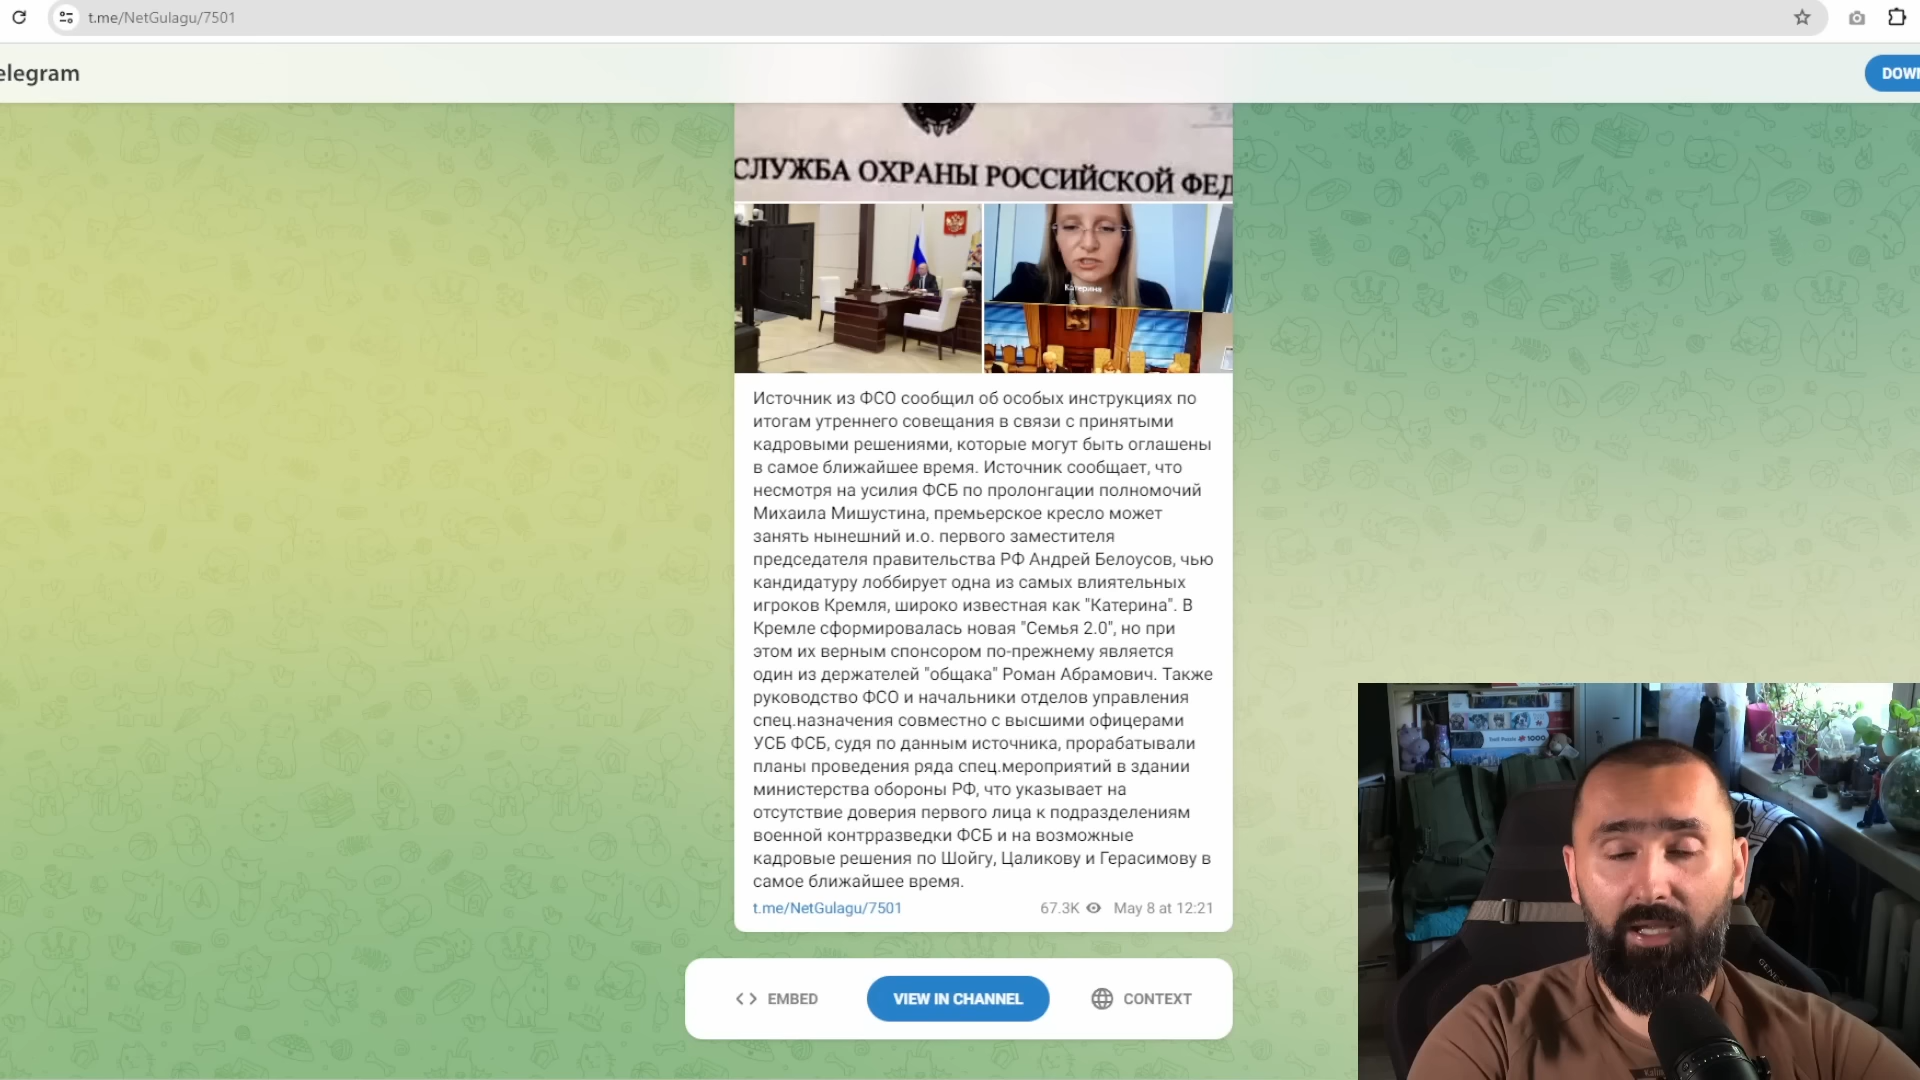 t.me/NetGulagu/7501
elegram
DOWN
СЛУЖБА ОХРАНЫ РОССИЙСКОЙ ФЕД
Катерина
Источник из ФСО сообщил об особых инструкциях по
итогам утреннего совещания в связи с принятыми
кадровыми решениями, которые могут быть оглашены
в самое ближайшее время. Источник сообщает, что
несмотря на усилия ФСБ по пролонгации полномочий
Михаила Мишустина, премьерское кресло может
занять нынешний и.о. первого заместителя
председателя правительства РФ Андрей Белоусов, чью
кандидатуру лоббирует одна из самых влиятельных
игроков Кремля, широко известная как "Катерина". В
Кремле сформировалась новая "Семья 2.0", но при
этом их верным спонсором по-прежнему является
один из держателей "общака" Роман Абрамович. Также
руководство ФСО и начальники отделов управления
спец.назначения совместно с высшими офицерами
УСБ ФСБ, судя по данным источника, прорабатывали
планы проведения ряда спец.мероприятий в здании
министерства обороны РФ, что указывает на
отсутствие доверия первого лица к подразделениям
военной контрразведки ФСБ и на возможные
кадровые решения по Шойгу, Цаликову и Герасимову в
самое ближайшее время.
t.me/NetGulagu/7501
67.3K
May 8 at 12:21
EMBED
VIEW IN CHANNEL
CONTEXT
1000